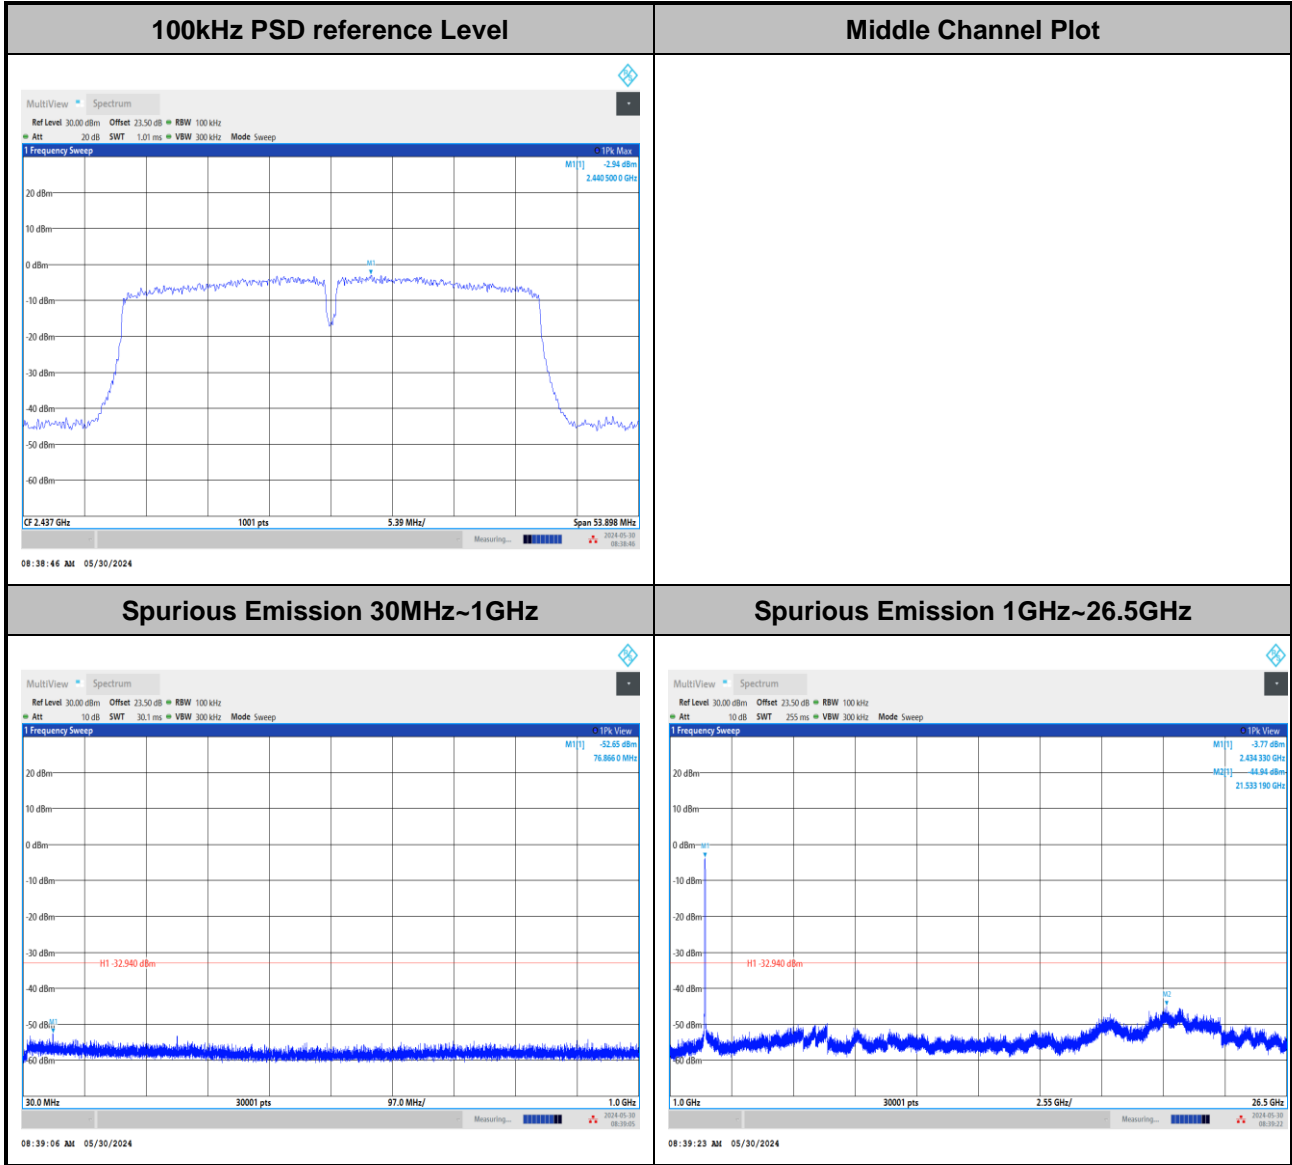 100kHz PSD reference Level
Middle Channel Plot
MultiView Spectrum
Ref Level 30.00 dBm Offset 23.50 dB RBW 100 kHz
Att 20 dB SWT 1.01 ms VBW 300 kHz Mode Sweep
1 Frequency Sweep 1Pk Max
M1[1] -2.94 dBm
2.440 500 0 GHz
20 dBm
10 dBm
M1
0 dBm
-10 dBm
-20 dBm
-30 dBm
-40 dBm
-50 dBm
-60 dBm
CF 2.437 GHz 1001 pts 5.39 MHz/ Span 53.898 MHz
Measuring... 2024-05-30
08:38:46
08:38:46 AM 05/30/2024
Spurious Emission 30MHz~1GHz
Spurious Emission 1GHz~26.5GHz
MultiView Spectrum
Ref Level 30.00 dBm Offset 23.50 dB RBW 100 kHz
Att 10 dB SWT 30.1 ms VBW 300 kHz Mode Sweep
1 Frequency Sweep 1Pk View
M1[1] -52.65 dBm
76.866 0 MHz
20 dBm
10 dBm
0 dBm
-10 dBm
-20 dBm
-30 dBm
H1 -32.940 dBm
-40 dBm
-50 dBm M1
-60 dBm
30.0 MHz 30001 pts 97.0 MHz/ 1.0 GHz
Measuring... 2024-05-30
08:39:05
08:39:06 AM 05/30/2024
MultiView Spectrum
Ref Level 30.00 dBm Offset 23.50 dB RBW 100 kHz
Att 10 dB SWT 255 ms VBW 300 kHz Mode Sweep
1 Frequency Sweep 1Pk View
M1[1] -3.77 dBm
2.434 330 GHz
M2[1] -44.94 dBm
21.533 190 GHz
20 dBm
10 dBm
0 dBm M1
-10 dBm
-20 dBm
-30 dBm
H1 -32.940 dBm
-40 dBm
M2
-50 dBm
-60 dBm
1.0 GHz 30001 pts 2.55 GHz/ 26.5 GHz
Measuring... 2024-05-30
08:39:22
08:39:23 AM 05/30/2024